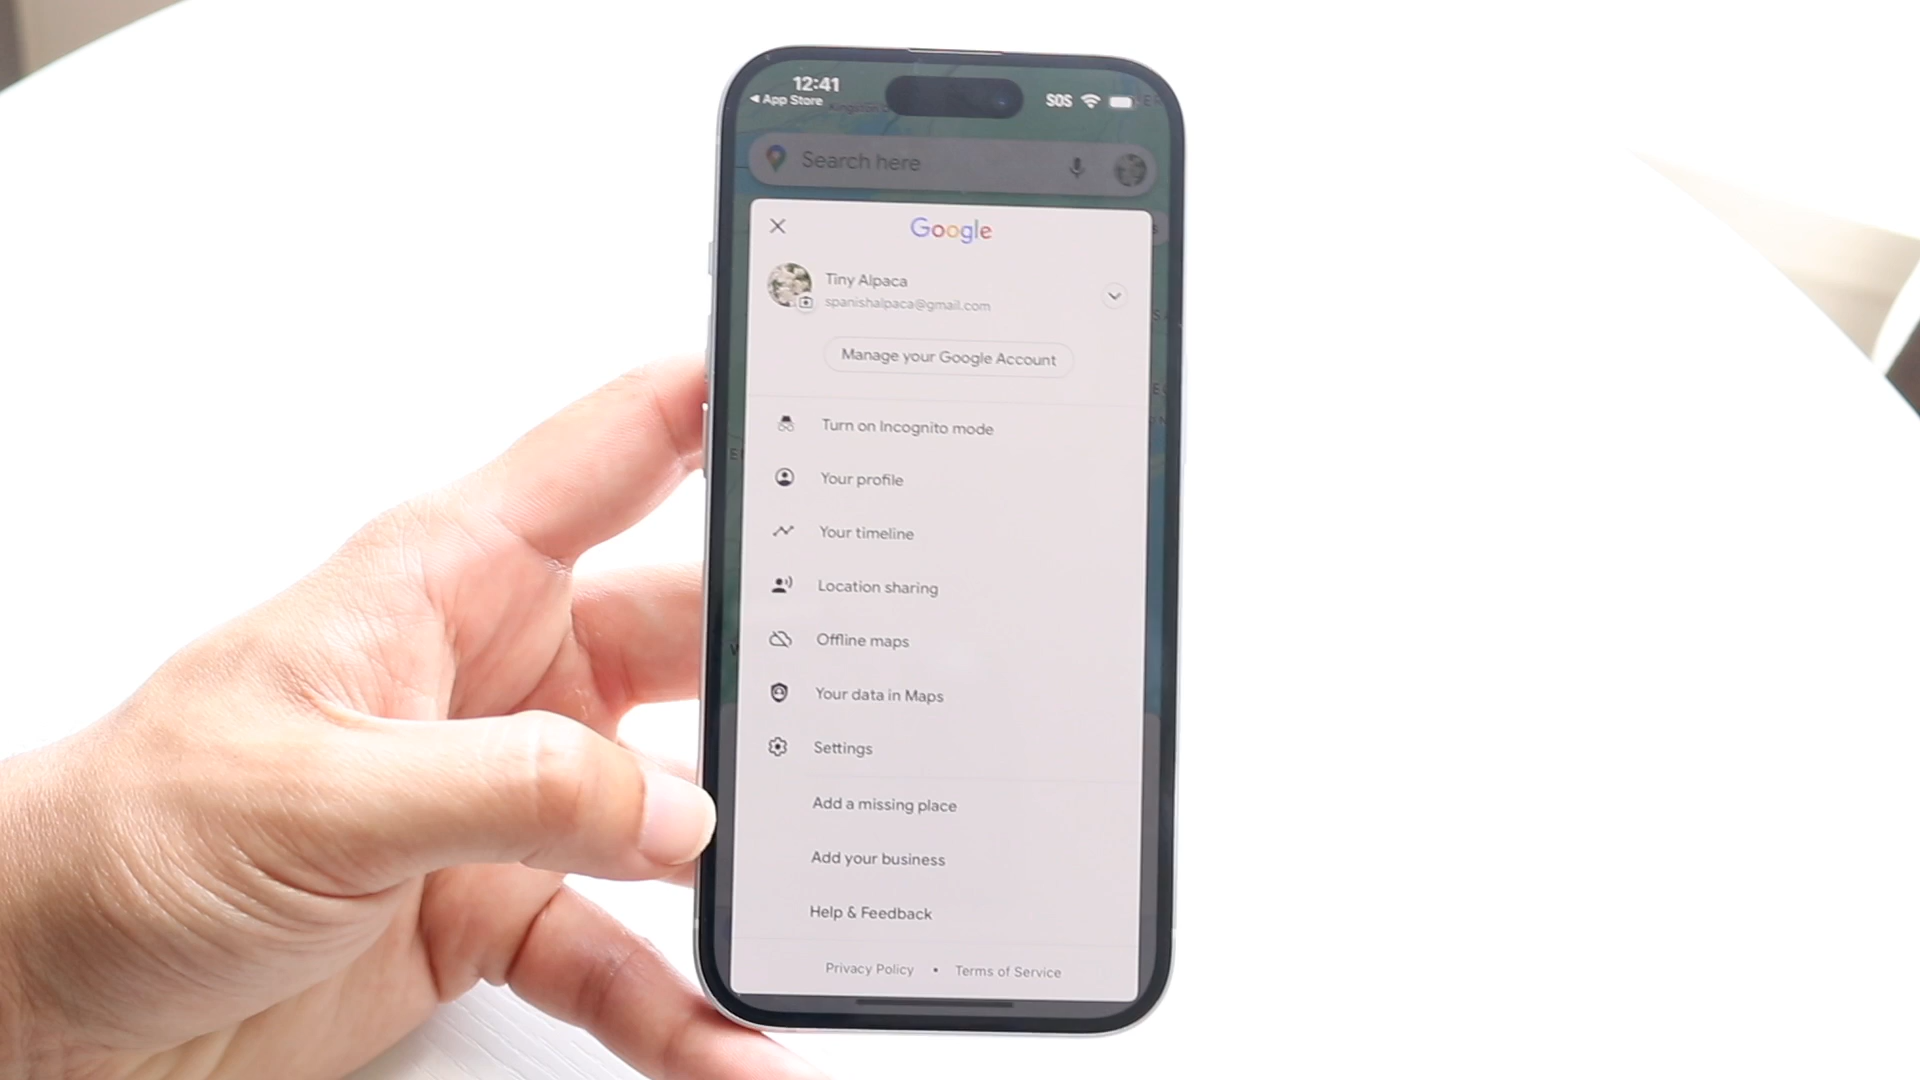 12:41
App Store
SOS
Search here
Google
Tiny Alpaca
spanishalpaca@gmail.com
Manage your Google Account
Turn on Incognito mode
Your profile
Your timeline
Location sharing
Offline maps
Your data in Maps
Settings
Add a missing place
Add your business
Help & Feedback
Privacy Policy • Terms of Service